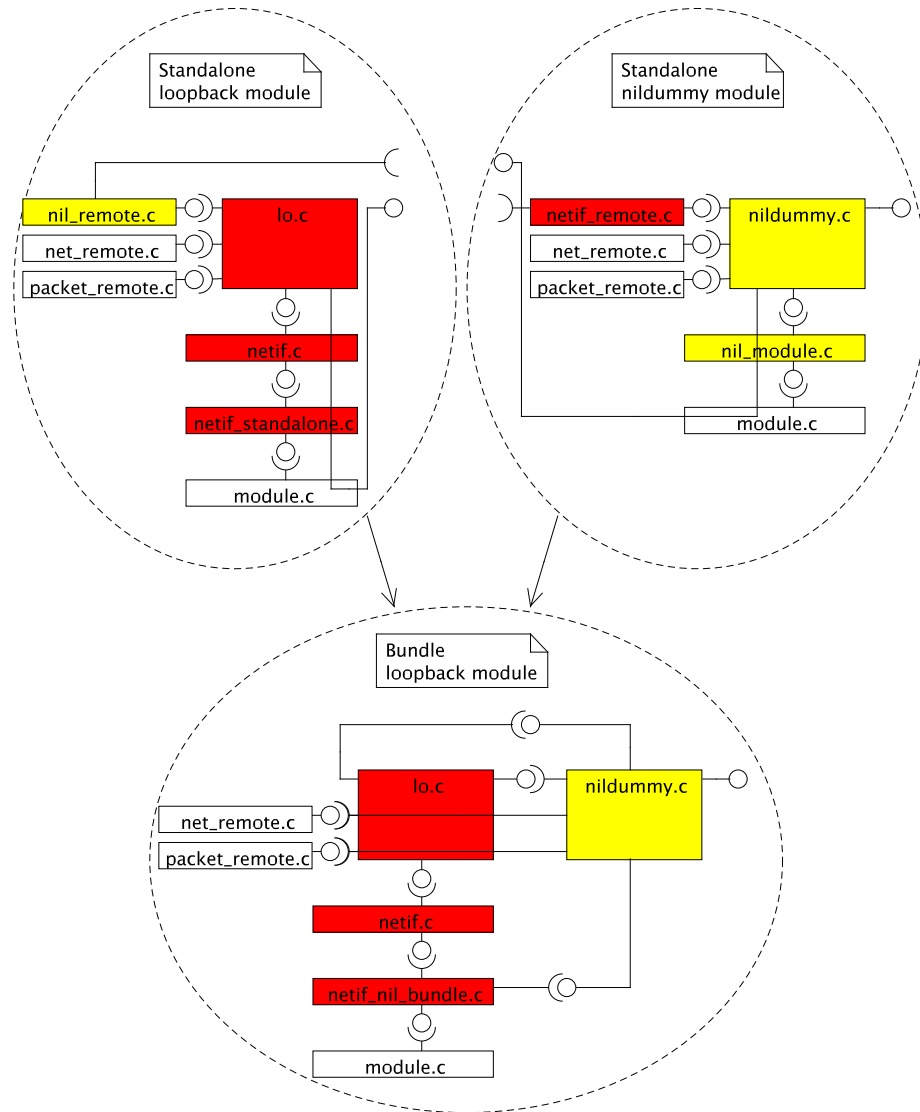 Standalone
loopback module
Standalone
nildummy module
nil_remote.c
lo.c
net_remote.c
packet_remote.c
netif.c
netif_standalone.c
module.c
netif_remote.c
nildummy.c
net_remote.c
packet_remote.c
nil_module.c
module.c
Bundle
loopback module
lo.c
nildummy.c
net_remote.c
packet_remote.c
netif.c
netif_nil_bundle.c
module.c